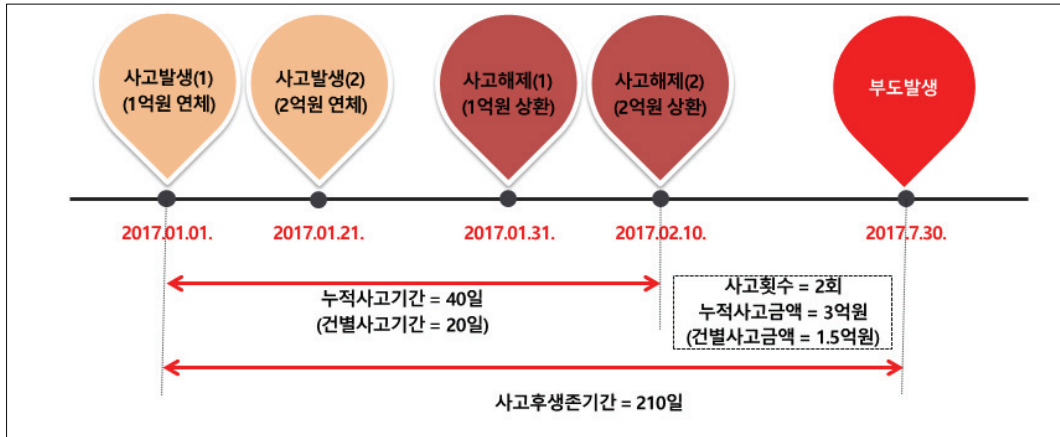 사고발생(1)
(1억원 연체)
사고발생(2)
(2억원 연체)
사고해제(1)
(1억원 상환)
사고해제(2)
(2억원 상환)
부도발생
2017.01.01.
2017.01.21.
2017.01.31.
2017.02.10.
2017.7.30.
누적사고기간 = 40일
(건별사고기간 = 20일)
사고횟수 = 2회
누적사고금액 = 3억원
(건별사고금액 = 1.5억원)
사고후생존기간 = 210일